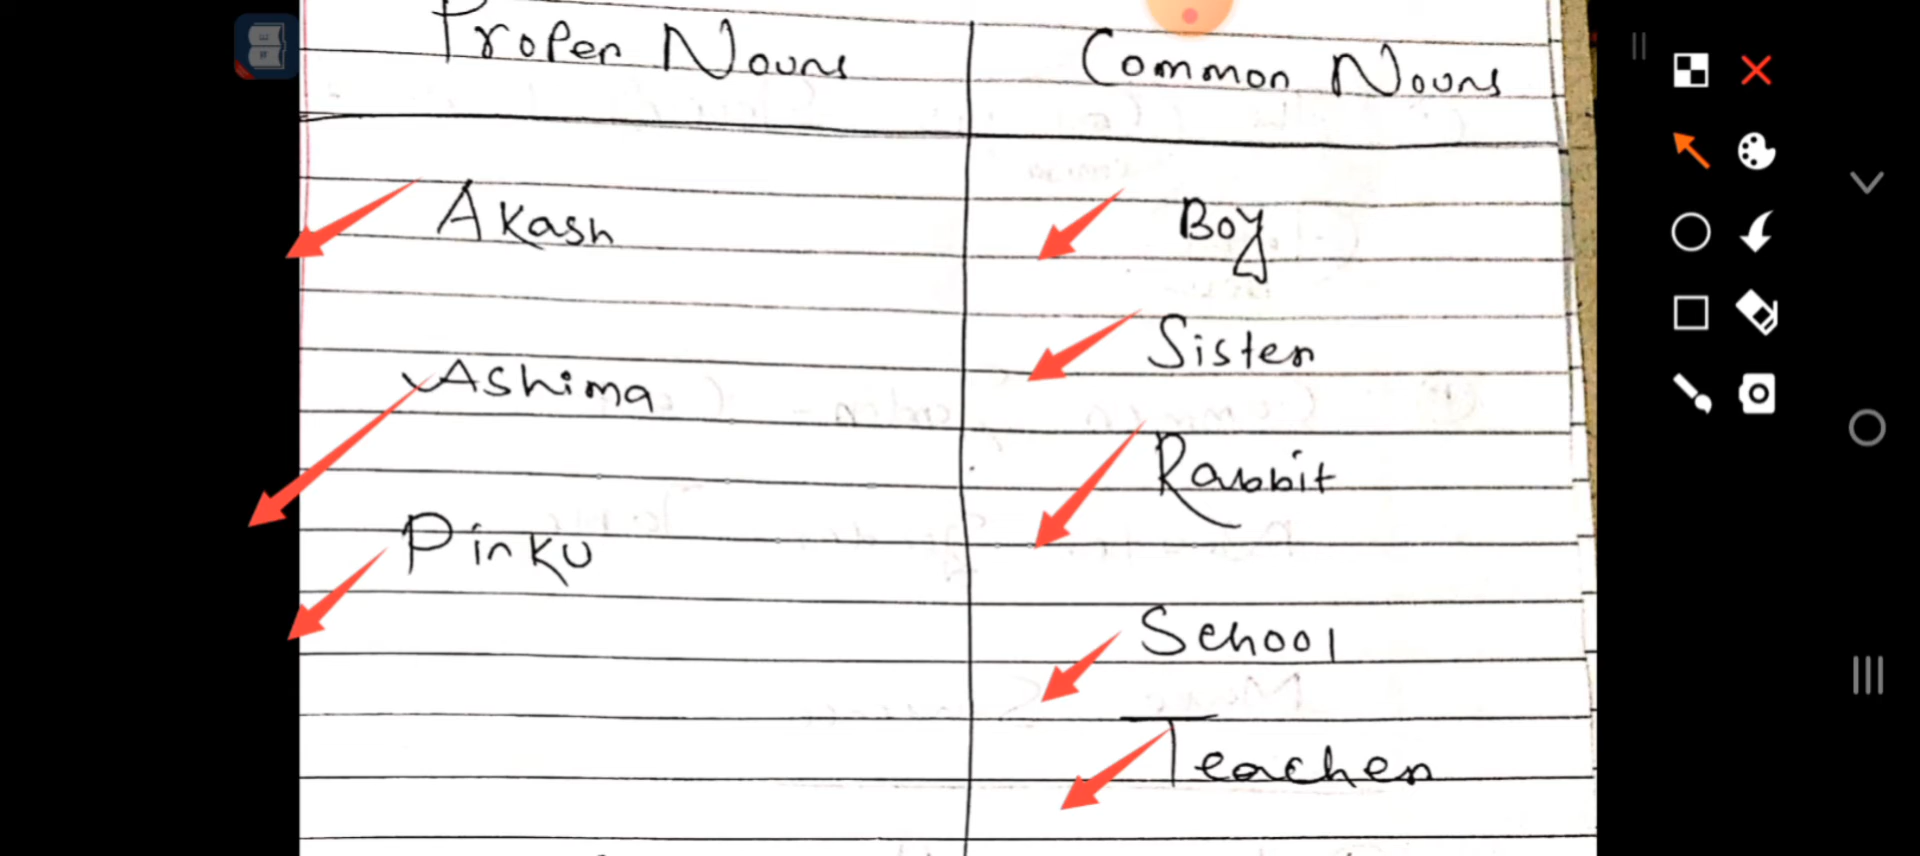 Proper Nouns Common Nouns
Akash Boy
Sister
Ashima
Rabbit
Pinku
School
Teacher